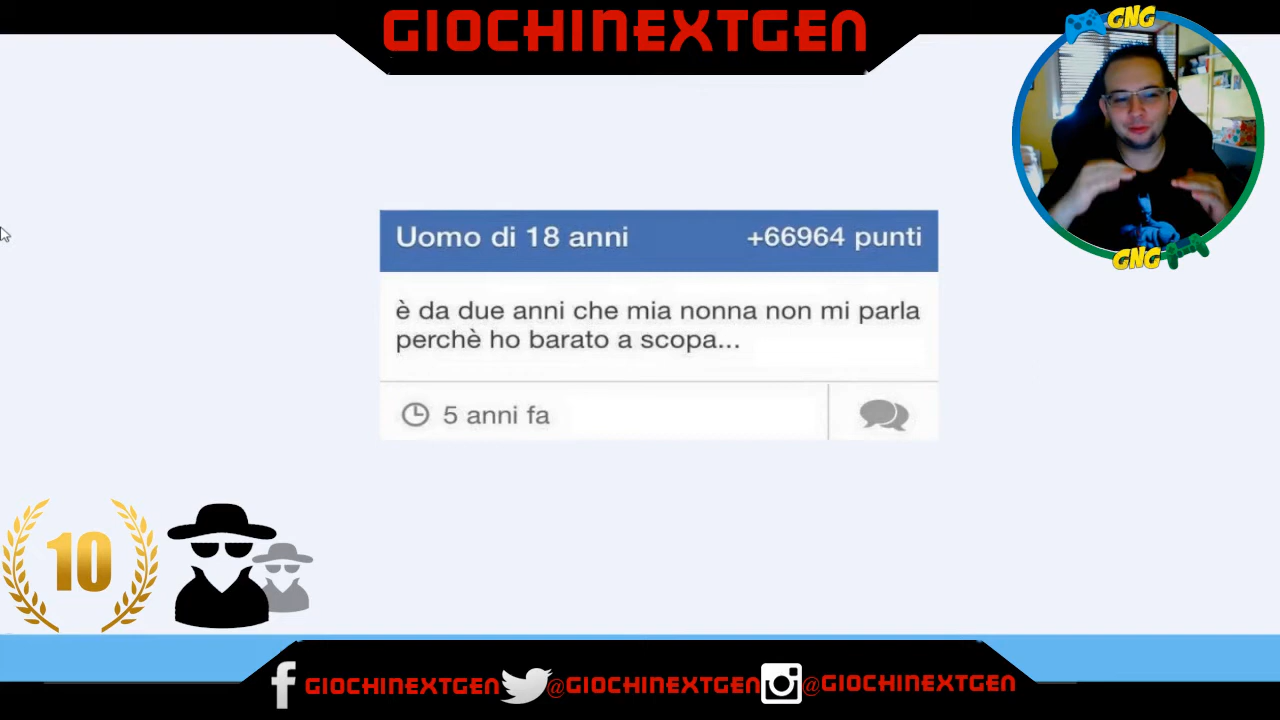 GIOCHINEXTGEN
GNG
GNG
Uomo di 18 anni +66964 punti
è da due anni che mia nonna non mi parla
perchè ho barato a scopa...
5 anni fa
10
GIOCHINEXTGEN @GIOCHINEXTGEN @GIOCHINEXTGEN